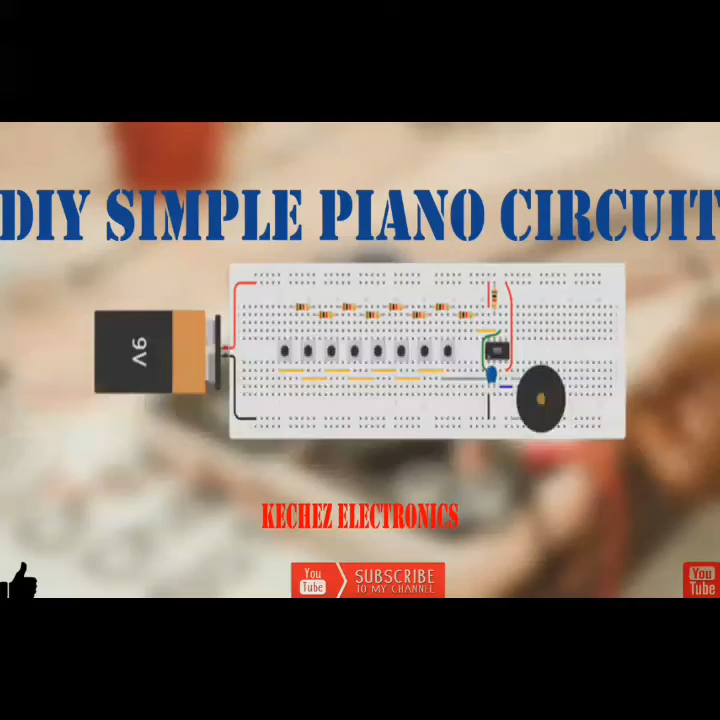 DIY SIMPLE PIANO CIRCUIT
9V
KECHEZ ELECTRONICS
You Tube SUBSCRIBE
TO MY CHANNEL
You Tube